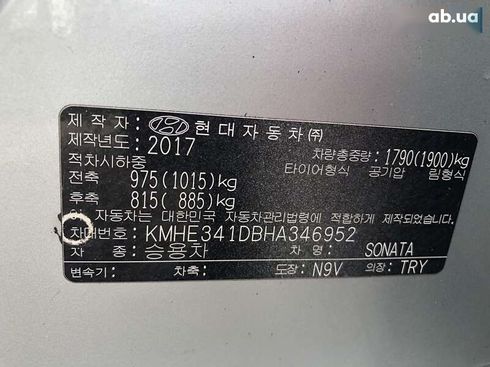 ab.ua
제 작 자 : 현대자동차㈜
제작년도: 2017 차량총중량: 1790(1900)kg
적차시하중 타이어형식 공기압 림형식
전축 975(1015)kg
후축 815( 885)kg
자동차는 대한민국 자동차관리법령에 적합하게 제작되었음.
차대번호: KMHE341DBHA346952
차 종 : 승용차 차 명 : SONATA
변속기: 차축: 도장: N9V 의장: TRY